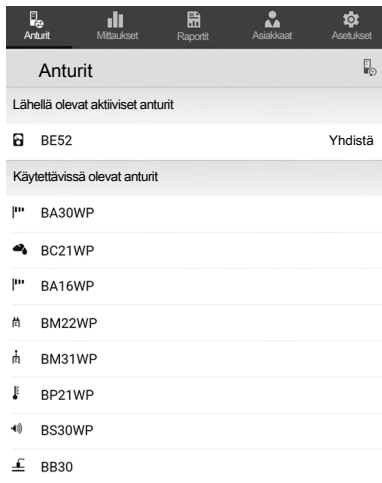 Anturit Mittaukset Raportit Asiakkaat Asetukset
Anturit
Lähellä olevat aktiiviset anturit
BE52 Yhdistä
Käytettävissä olevat anturit
BA30WP
BC21WP
BA16WP
BM22WP
BM31WP
BP21WP
BS30WP
BB30